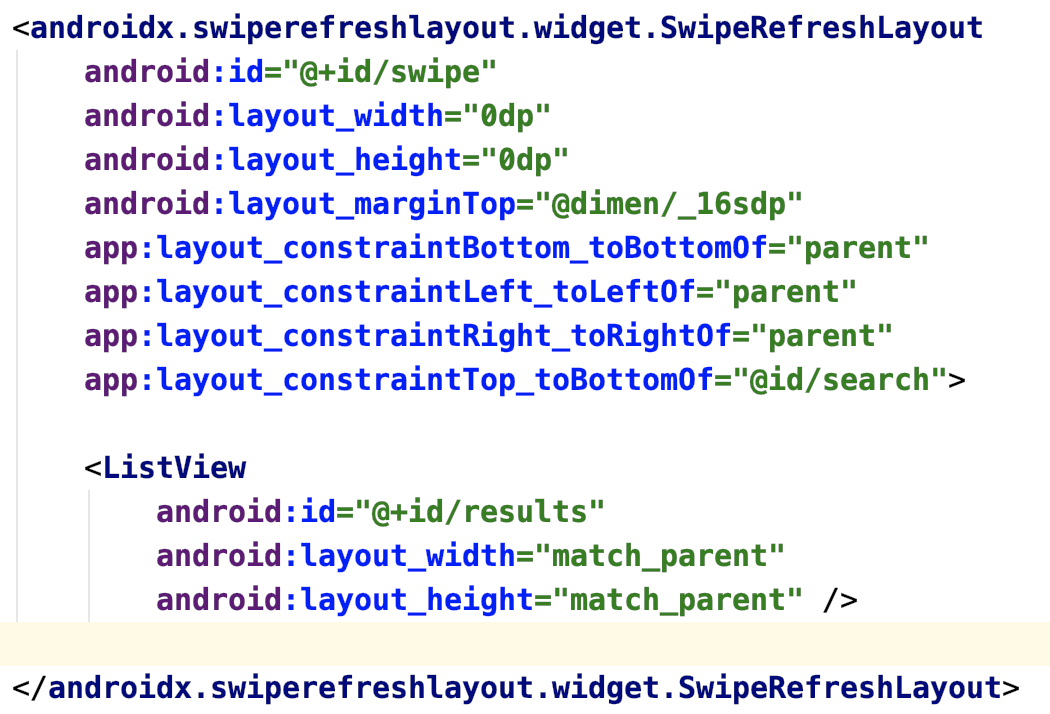 <androidx.swiperefreshlayout.widget.SwipeRefreshLayout
    android:id="@+id/swipe"
    android:layout_width="0dp"
    android:layout_height="0dp"
    android:layout_marginTop="@dimen/_16sdp"
    app:layout_constraintBottom_toBottomOf="parent"
    app:layout_constraintLeft_toLeftOf="parent"
    app:layout_constraintRight_toRightOf="parent"
    app:layout_constraintTop_toBottomOf="@id/search">

    <ListView
        android:id="@+id/results"
        android:layout_width="match_parent"
        android:layout_height="match_parent" />

</androidx.swiperefreshlayout.widget.SwipeRefreshLayout>